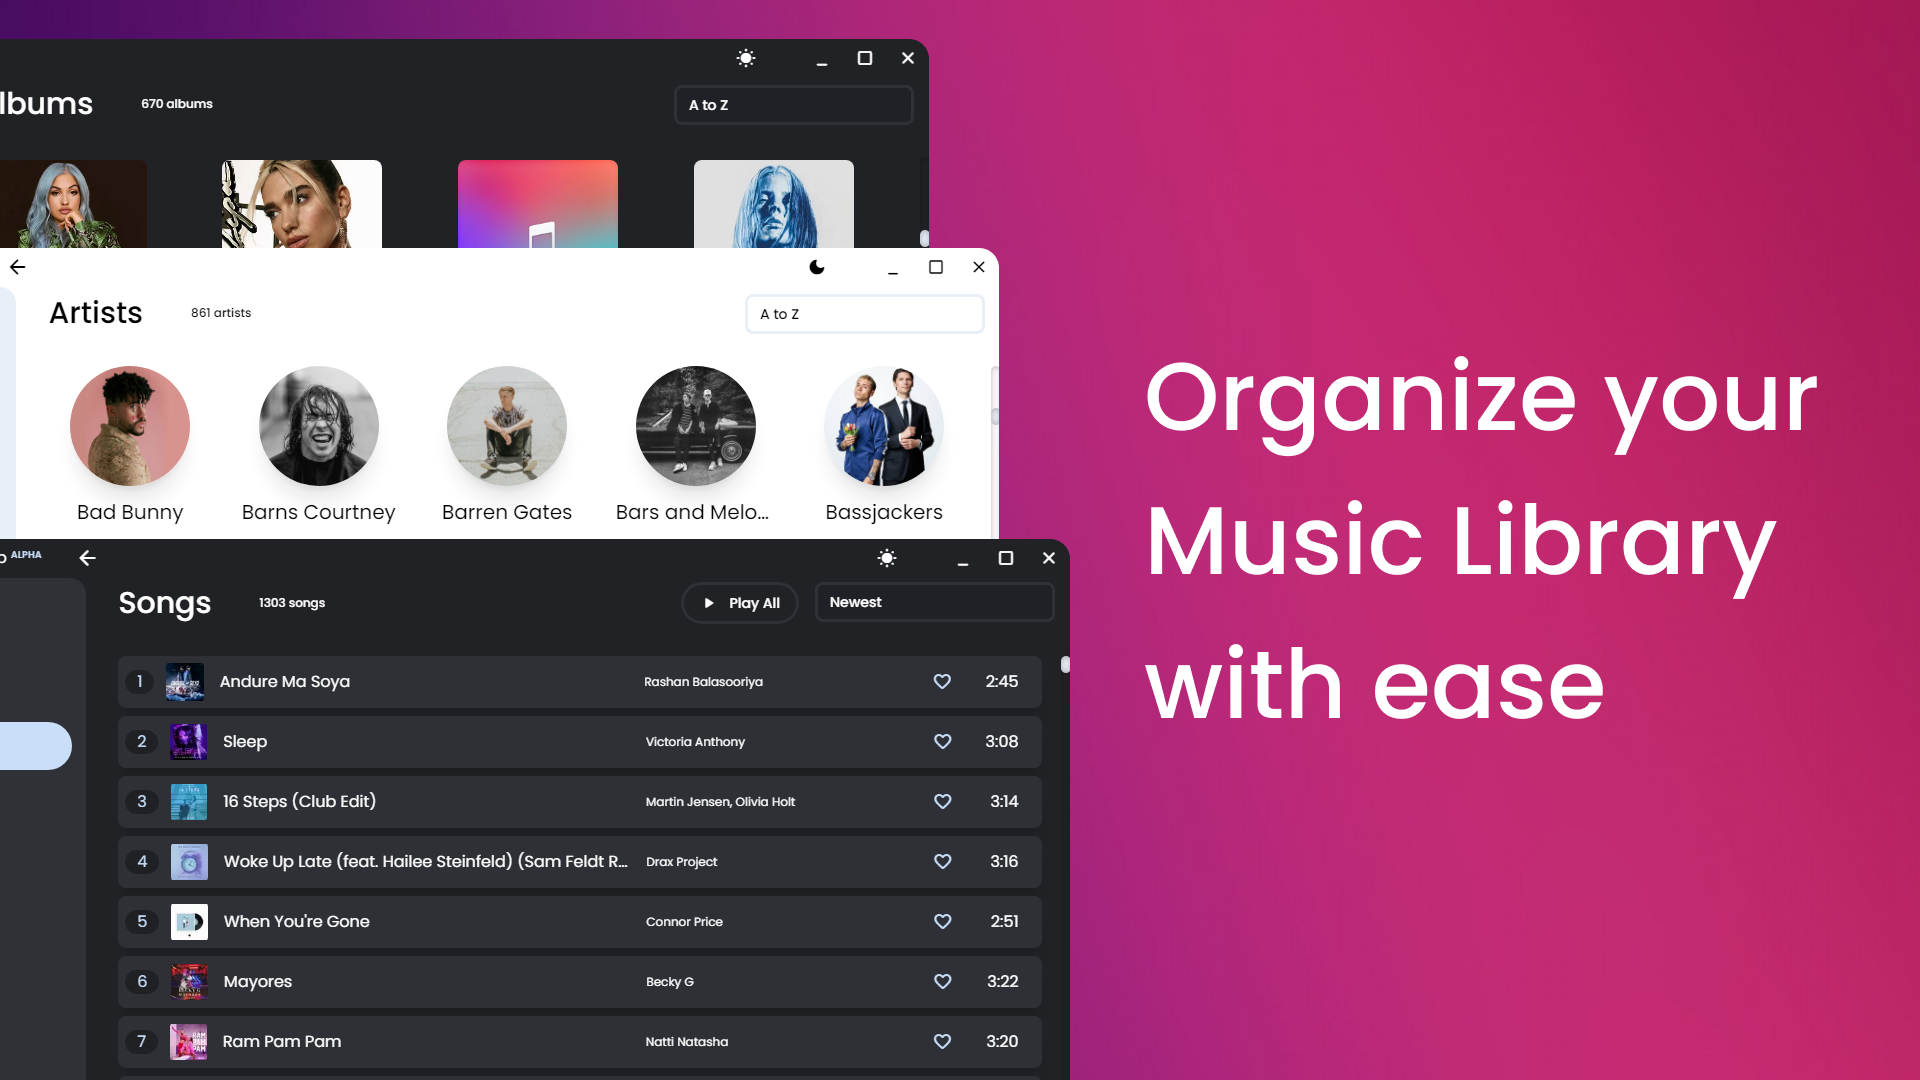 lbums
670 albums
A to Z
Artists
861 artists
A to Z
Bad Bunny
Barns Courtney
Barren Gates
Bars and Melo...
Bassjackers
ALPHA
Songs
1303 songs
Play All
Newest
1 Andure Ma Soya Rashan Balasooriya 2:45
2 Sleep Victoria Anthony 3:08
3 16 Steps (Club Edit) Martin Jensen, Olivia Holt 3:14
4 Woke Up Late (feat. Hailee Steinfeld) (Sam Feldt R... Drax Project 3:16
5 When You're Gone Connor Price 2:51
6 Mayores Becky G 3:22
7 Ram Pam Pam Natti Natasha 3:20
Organize your
Music Library
with ease